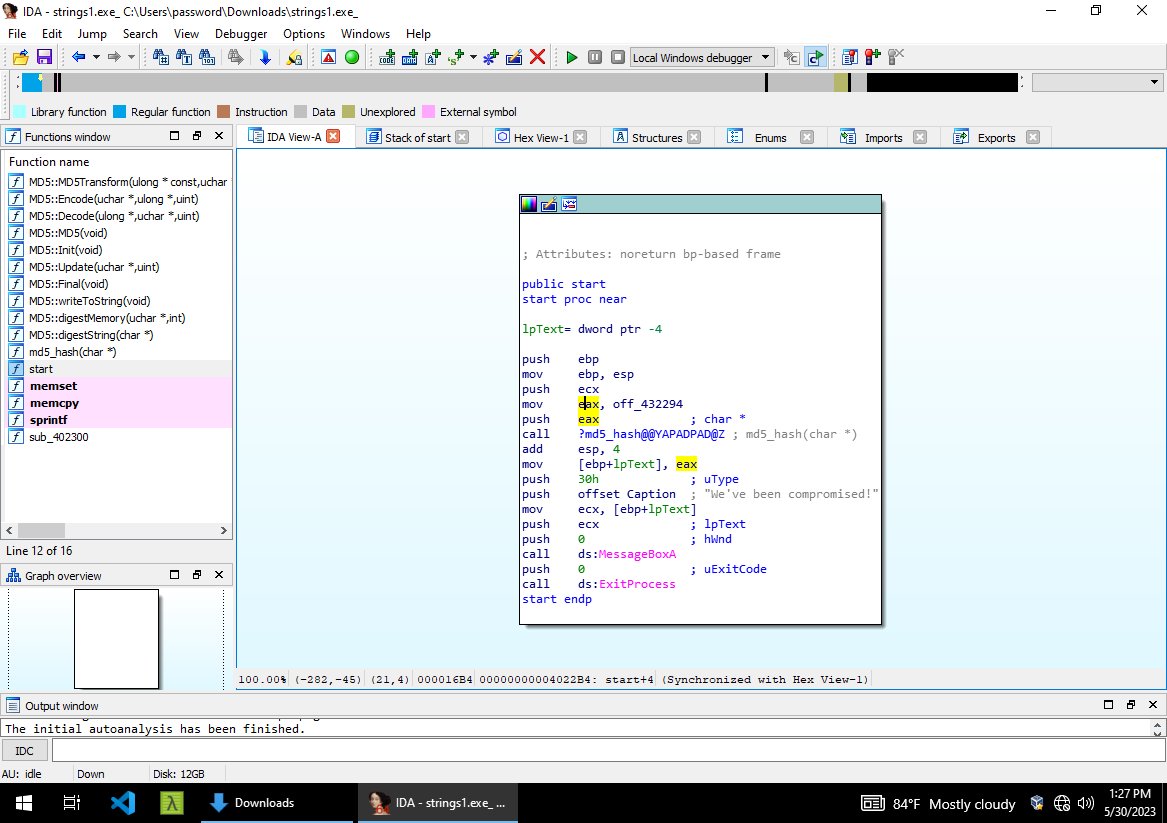 IDA - strings1.exe_ C:\Users\password\Downloads\strings1.exe_
File Edit Jump Search View Debugger Options Windows Help
Local Windows debugger
Library function Regular function Instruction Data Unexplored External symbol
Functions window
IDA View-A Stack of start Hex View-1 Structures Enums Imports Exports
Function name
MD5::MD5Transform(ulong * const,uchar
MD5::Encode(uchar *,ulong *,uint)
MD5::Decode(ulong *,uchar *,uint)
MD5::MD5(void)
MD5::Init(void)
MD5::Update(uchar *,uint)
MD5::Final(void)
MD5::writeToString(void)
MD5::digestMemory(uchar *,int)
MD5::digestString(char *)
md5_hash(char *)
start
memset
memcpy
sprintf
sub_402300
Line 12 of 16
Graph overview
; Attributes: noreturn bp-based frame
public start
start proc near
lpText= dword ptr -4
push ebp
mov ebp, esp
push ecx
mov eax, off_432294
push eax ; char *
call ?md5_hash@@YAPADPAD@Z ; md5_hash(char *)
add esp, 4
mov [ebp+lpText], eax
push 30h ; uType
push offset Caption ; "We've been compromised!"
mov ecx, [ebp+lpText]
push ecx ; lpText
push 0 ; hWnd
call ds:MessageBoxA
push 0 ; uExitCode
call ds:ExitProcess
start endp
100.00% (-282,-45) (21,4) 000016B4 00000000004022B4: start+4 (Synchronized with Hex View-1)
Output window
The initial autoanalysis has been finished.
IDC
AU: idle Down Disk: 12GB
Downloads IDA - strings1.exe_ ... 84°F Mostly cloudy 1:27 PM
5/30/2023